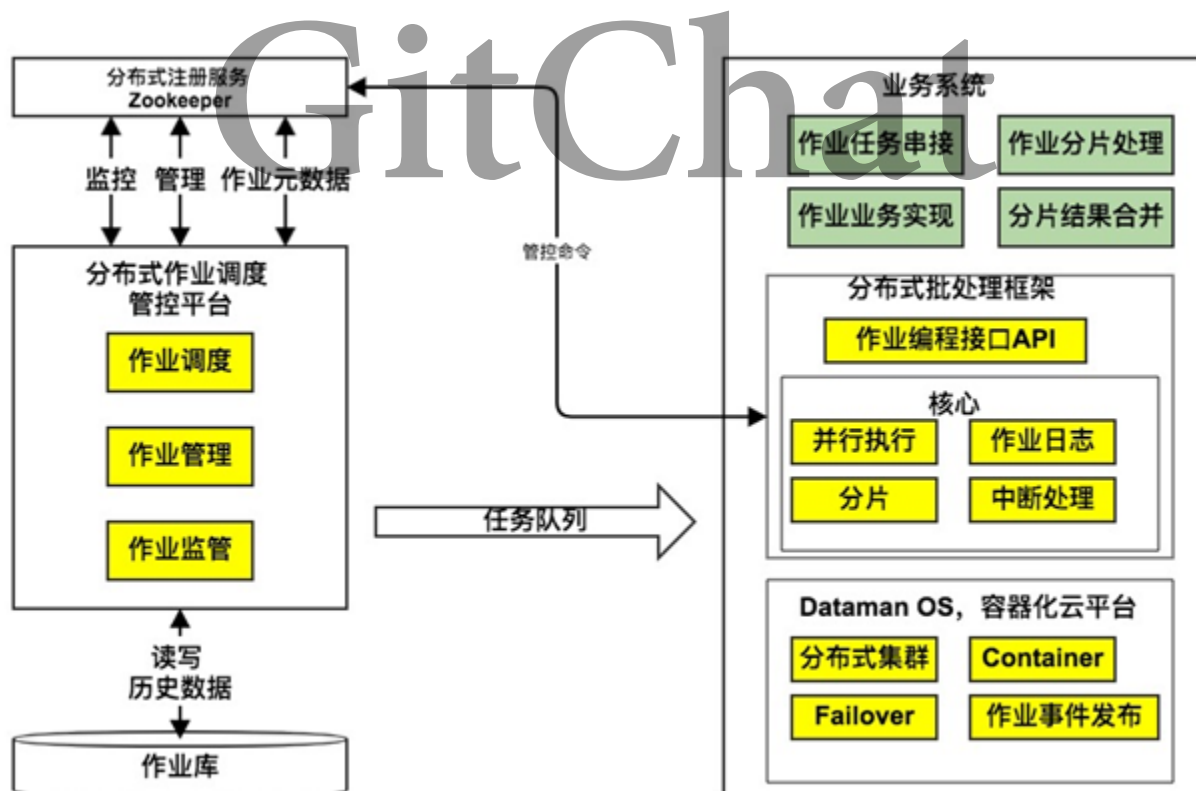 GitChat
分布式注册服务
Zookeeper
监控 管理 作业元数据
分布式作业调度
管控平台
作业调度
作业管理
作业监管
读写
历史数据
作业库
管控命令
任务队列
业务系统
作业任务串接 作业分片处理
作业业务实现 分片结果合并
分布式批处理框架
作业编程接口API
核心
并行执行 作业日志
分片 中断处理
Dataman OS，容器化云平台
分布式集群 Container
Failover 作业事件发布